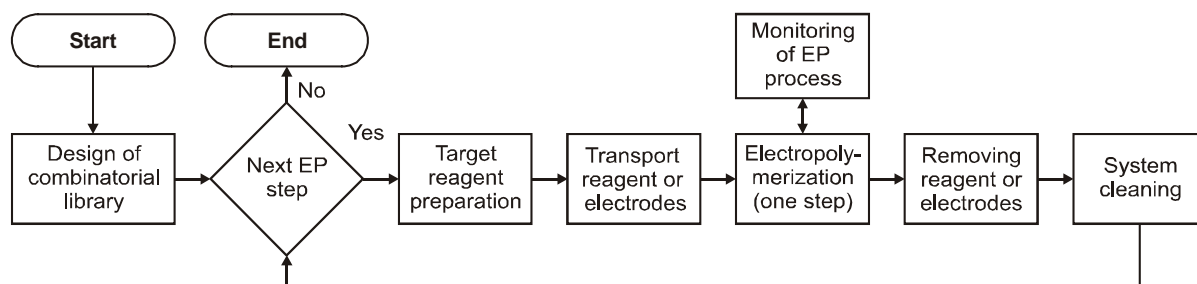 Start
End
Monitoring
of EP
process
No
Yes
Design of
combinatorial
library
Next EP
step
Target
reagent
preparation
Transport
reagent or
electrodes
Electropoly-
merization
(one step)
Removing
reagent or
electrodes
System
cleaning